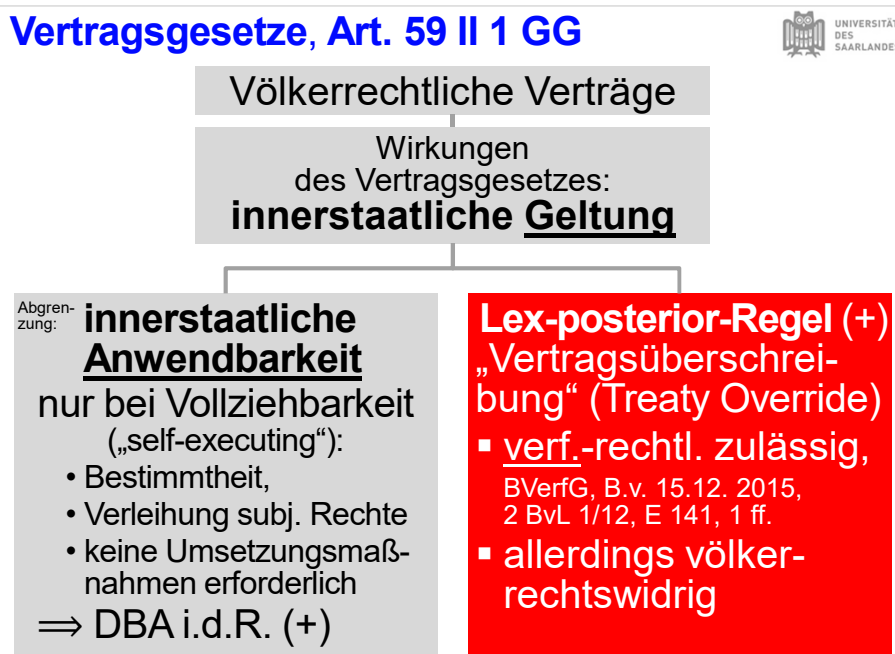 Vertragsgesetze, Art. 59 II 1 GG
UNIVERSITÄT
DES
SAARLANDES
Völkerrechtliche Verträge
Wirkungen
des Vertragsgesetzes:
innerstaatliche Geltung
Abgren-
zung:
innerstaatliche
Anwendbarkeit
nur bei Vollziehbarkeit
(„self-executing“):
• Bestimmtheit,
• Verleihung subj. Rechte
• keine Umsetzungsmaß-
nahmen erforderlich
⟹ DBA i.d.R. (+)
Lex-posterior-Regel (+)
„Vertragsüberschrei-
bung“ (Treaty Override)
▪ verf.-rechtl. zulässig,
BVerfG, B.v. 15.12. 2015,
2 BvL 1/12, E 141, 1 ff.
▪ allerdings völker-
rechtswidrig